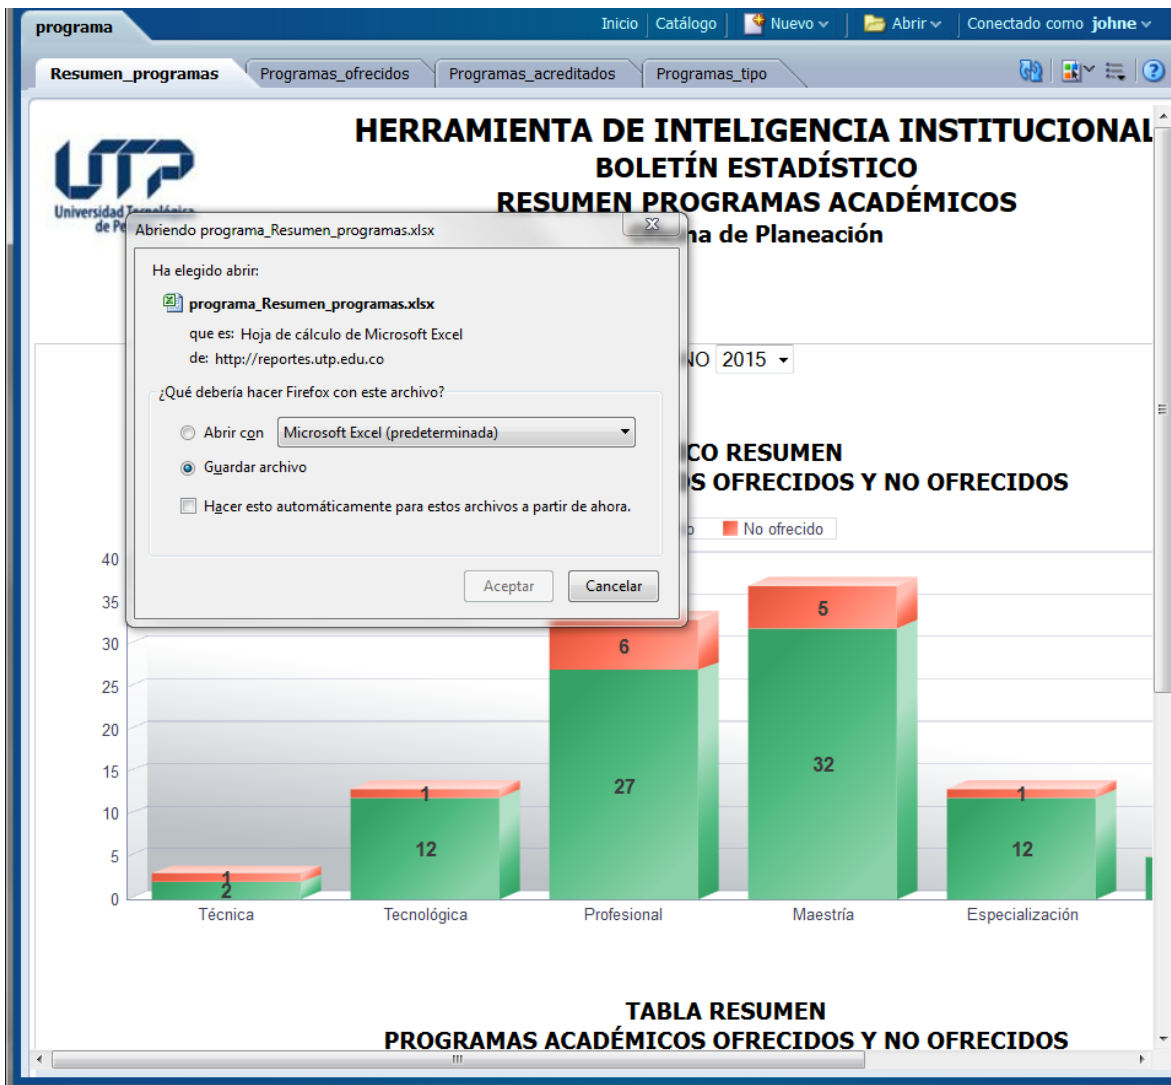 programa
Inicio Catálogo Nuevo Abrir Conectado como johne
Resumen_programas Programas_ofrecidos Programas_acreditados Programas_tipo
HERRAMIENTA DE INTELIGENCIA INSTITUCIONAL
BOLETÍN ESTADÍSTICO
RESUMEN PROGRAMAS ACADÉMICOS
de Planeación
UTP
Universidad Tecnológica
de Pe
Abriendo programa_Resumen_programas.xlsx
Ha elegido abrir:
programa_Resumen_programas.xlsx
que es: Hoja de cálculo de Microsoft Excel
de: http://reportes.utp.edu.co
¿Qué debería hacer Firefox con este archivo?
Abrir con Microsoft Excel (predeterminada)
Guardar archivo
Hacer esto automáticamente para estos archivos a partir de ahora.
Aceptar Cancelar
2015
RESUMEN
OFRECIDOS Y NO OFRECIDOS
No ofrecido
40
35
30
25
20
15
10
5
0
1
2
1
12
6
27
5
32
1
12
Técnica Tecnológica Profesional Maestría Especialización
TABLA RESUMEN
PROGRAMAS ACADÉMICOS OFRECIDOS Y NO OFRECIDOS